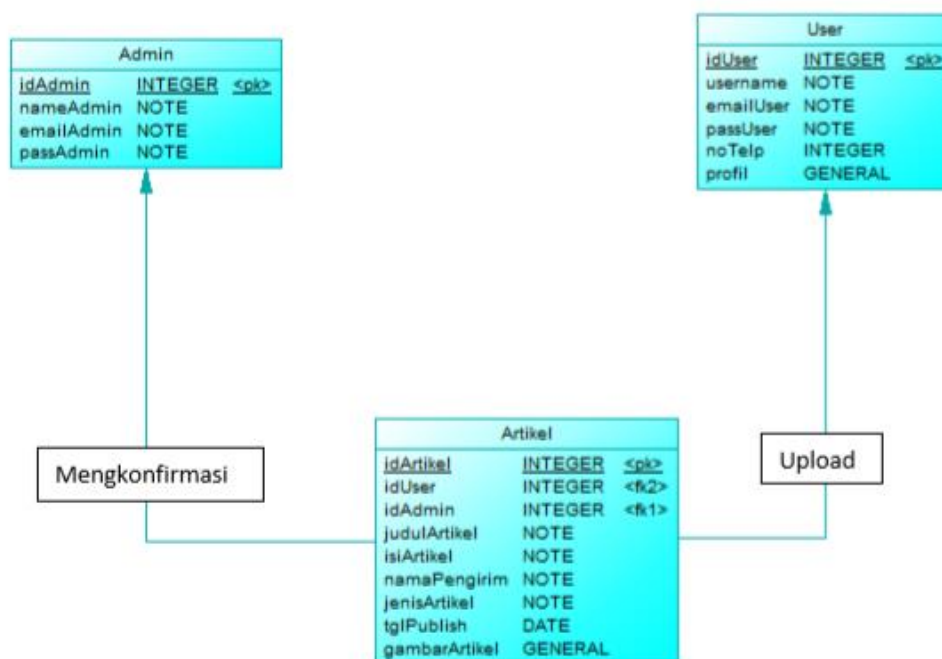 Admin
idAdmin INTEGER <pk>
nameAdmin NOTE
emailAdmin NOTE
passAdmin NOTE
User
idUser INTEGER <pk>
username NOTE
emailUser NOTE
passUser NOTE
noTelp INTEGER
profil GENERAL
Mengkonfirmasi
Artikel
idArtikel INTEGER <pk>
idUser INTEGER <fk2>
idAdmin INTEGER <fk1>
judulArtikel NOTE
isiArtikel NOTE
namaPengirim NOTE
jenisArtikel NOTE
tglPublish DATE
gambarArtikel GENERAL
Upload